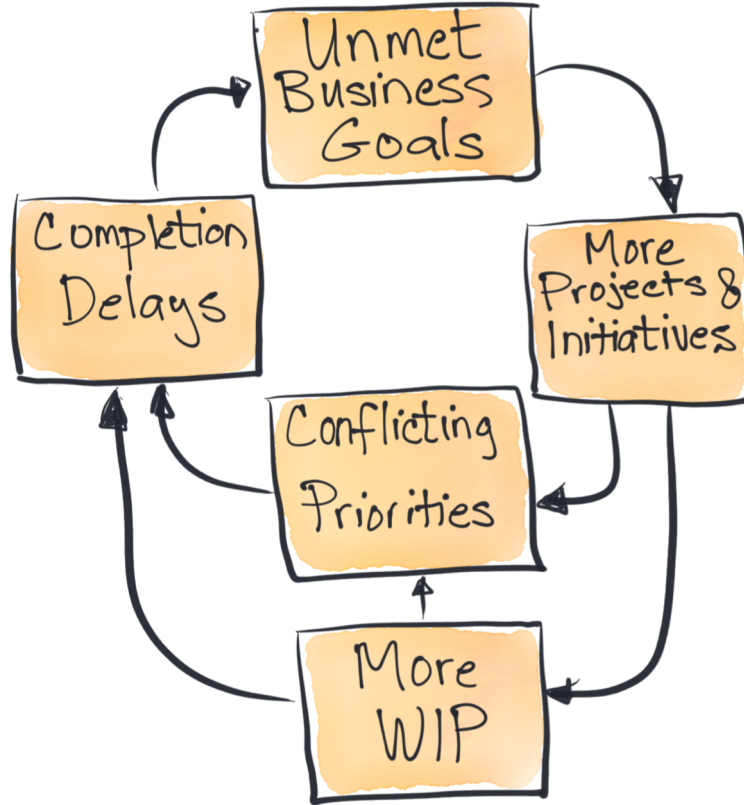 Unmet
Business
Goals
Completion
Delays
More
Projects &
Initiatives
Conflicting
Priorities
More
WIP